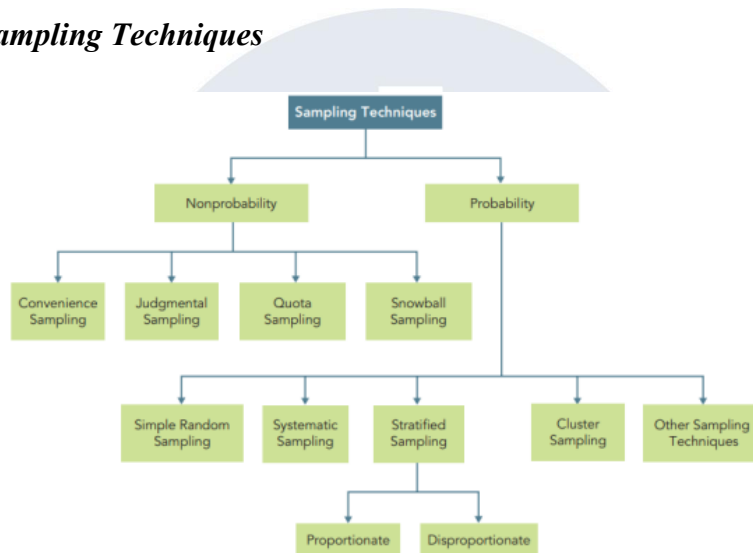 ampling Techniques
Sampling Techniques
Nonprobability
Probability
Convenience
Sampling
Judgmental
Sampling
Quota
Sampling
Snowball
Sampling
Simple Random
Sampling
Systematic
Sampling
Stratified
Sampling
Cluster
Sampling
Other Sampling
Techniques
Proportionate
Disproportionate